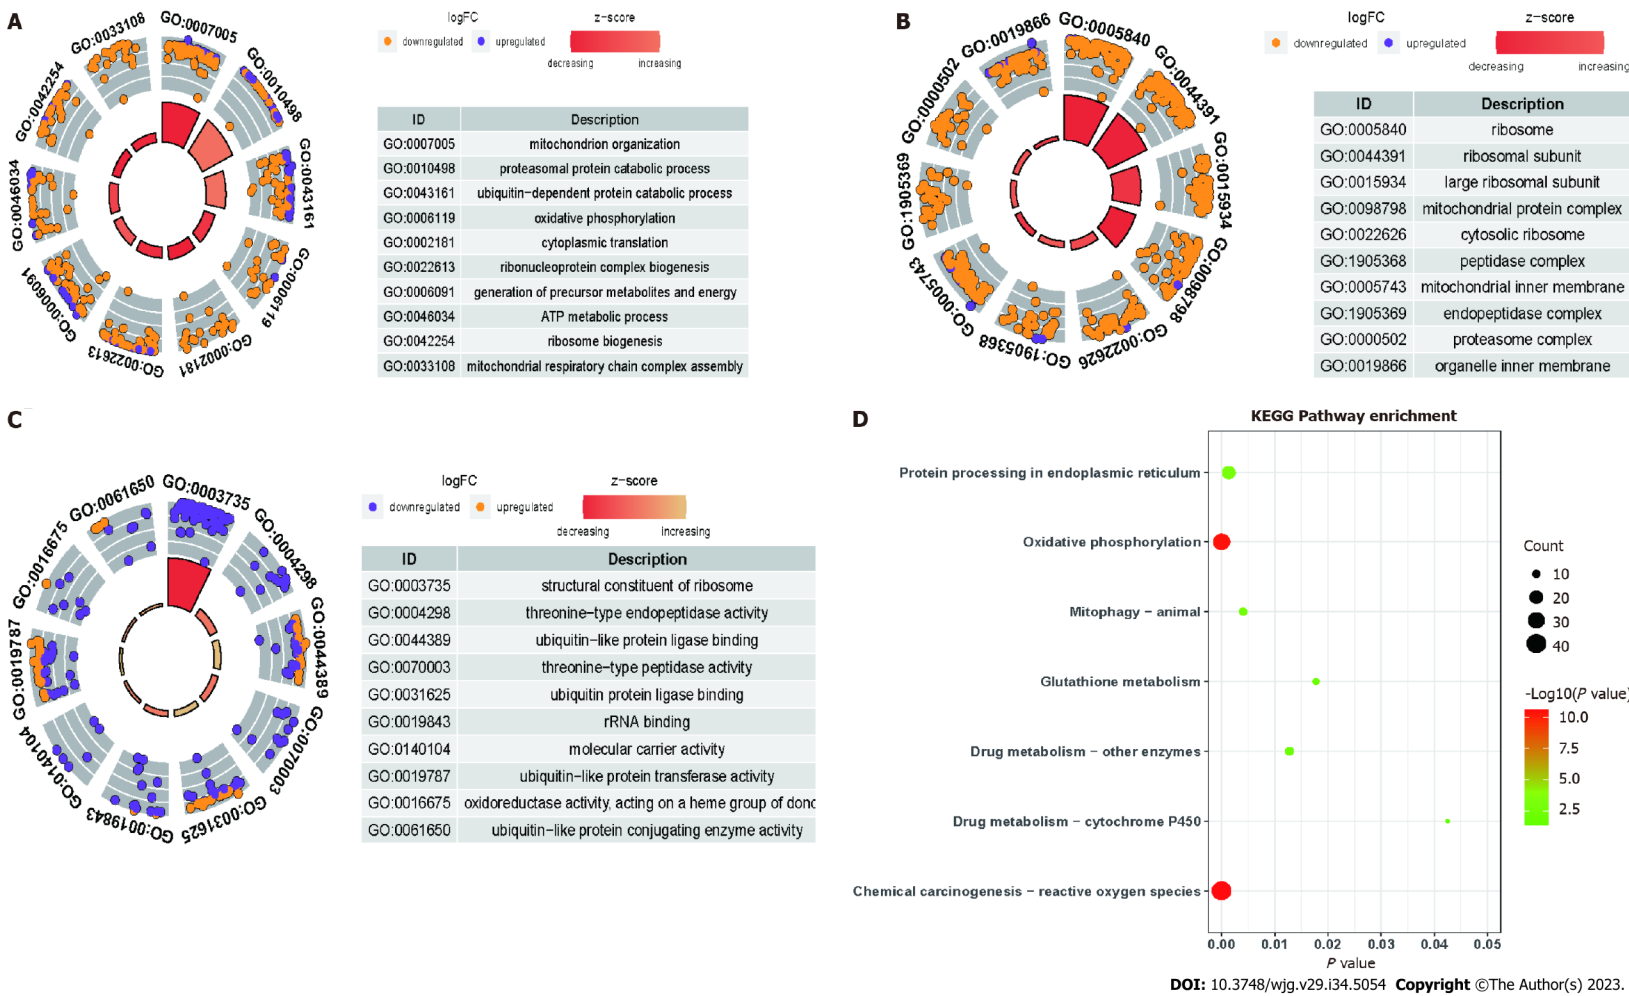 A
GO:0033108
GO:0007005
GO:0010498
GO:0043161
GO:0006119
GO:0002181
GO:0022613
GO:0006091
GO:0046034
GO:0042254
logFC
z-score
downregulated
upregulated
decreasing
increasing
ID Description
GO:0007005 mitochondrion organization
GO:0010498 proteasomal protein catabolic process
GO:0043161 ubiquitin-dependent protein catabolic process
GO:0006119 oxidative phosphorylation
GO:0002181 cytoplasmic translation
GO:0022613 ribonucleoprotein complex biogenesis
GO:0006091 generation of precursor metabolites and energy
GO:0046034 ATP metabolic process
GO:0042254 ribosome biogenesis
GO:0033108 mitochondrial respiratory chain complex assembly
B
GO:0019866
GO:0005840
GO:0044391
GO:0015934
GO:0098798
GO:0022626
GO:1905368
GO:0005743
GO:1905369
GO:0000502
logFC
z-score
downregulated
upregulated
decreasing
increasing
ID Description
GO:0005840 ribosome
GO:0044391 ribosomal subunit
GO:0015934 large ribosomal subunit
GO:0098798 mitochondrial protein complex
GO:0022626 cytosolic ribosome
GO:1905368 peptidase complex
GO:0005743 mitochondrial inner membrane
GO:1905369 endopeptidase complex
GO:0000502 proteasome complex
GO:0019866 organelle inner membrane
C
GO:0061650
GO:0003735
GO:0004298
GO:0044389
GO:0070003
GO:0031625
GO:0019843
GO:0140104
GO:0019787
GO:0016675
logFC
z-score
downregulated
upregulated
decreasing
increasing
ID Description
GO:0003735 structural constituent of ribosome
GO:0004298 threonine-type endopeptidase activity
GO:0044389 ubiquitin-like protein ligase binding
GO:0070003 threonine-type peptidase activity
GO:0031625 ubiquitin protein ligase binding
GO:0019843 rRNA binding
GO:0140104 molecular carrier activity
GO:0019787 ubiquitin-like protein transferase activity
GO:0016675 oxidoreductase activity, acting on a heme group of donc
GO:0061650 ubiquitin-like protein conjugating enzyme activity
D
KEGG Pathway enrichment
Protein processing in endoplasmic reticulum
Oxidative phosphorylation
Mitophagy - animal
Glutathione metabolism
Drug metabolism - other enzymes
Drug metabolism - cytochrome P450
Chemical carcinogenesis - reactive oxygen species
0.00 0.01 0.02 0.03 0.04 0.05
P value
Count
10
20
30
40
-Log10(P value)
10.0
7.5
5.0
2.5
DOI: 10.3748/wjg.v29.i34.5054 Copyright ©The Author(s) 2023.